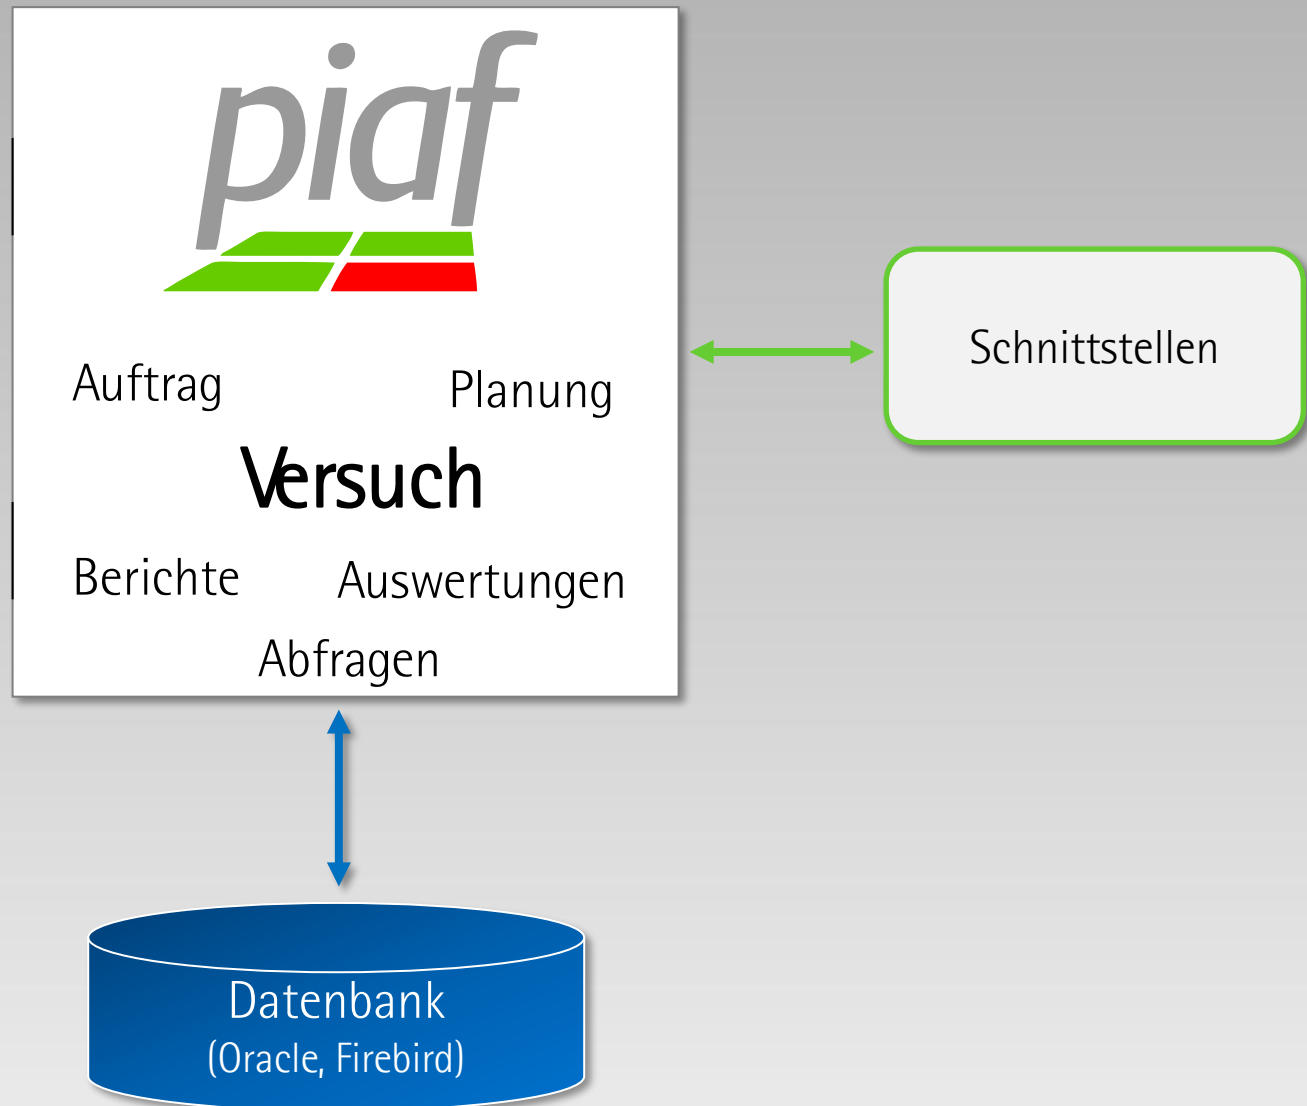 piaf
Auftrag
Planung
Versuch
Berichte
Auswertungen
Abfragen
Schnittstellen
Datenbank
(Oracle, Firebird)